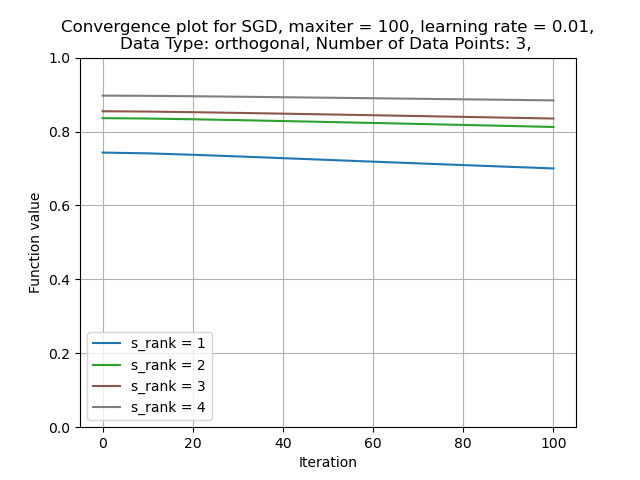 Convergence plot for SGD, maxiter = 100, learning rate = 0.01,
Data Type: orthogonal, Number of Data Points: 3,
1.0
0.8
0.6
0.4
0.2
0.0
Function value
s_rank = 1
s_rank = 2
s_rank = 3
s_rank = 4
0 20 40 60 80 100
Iteration